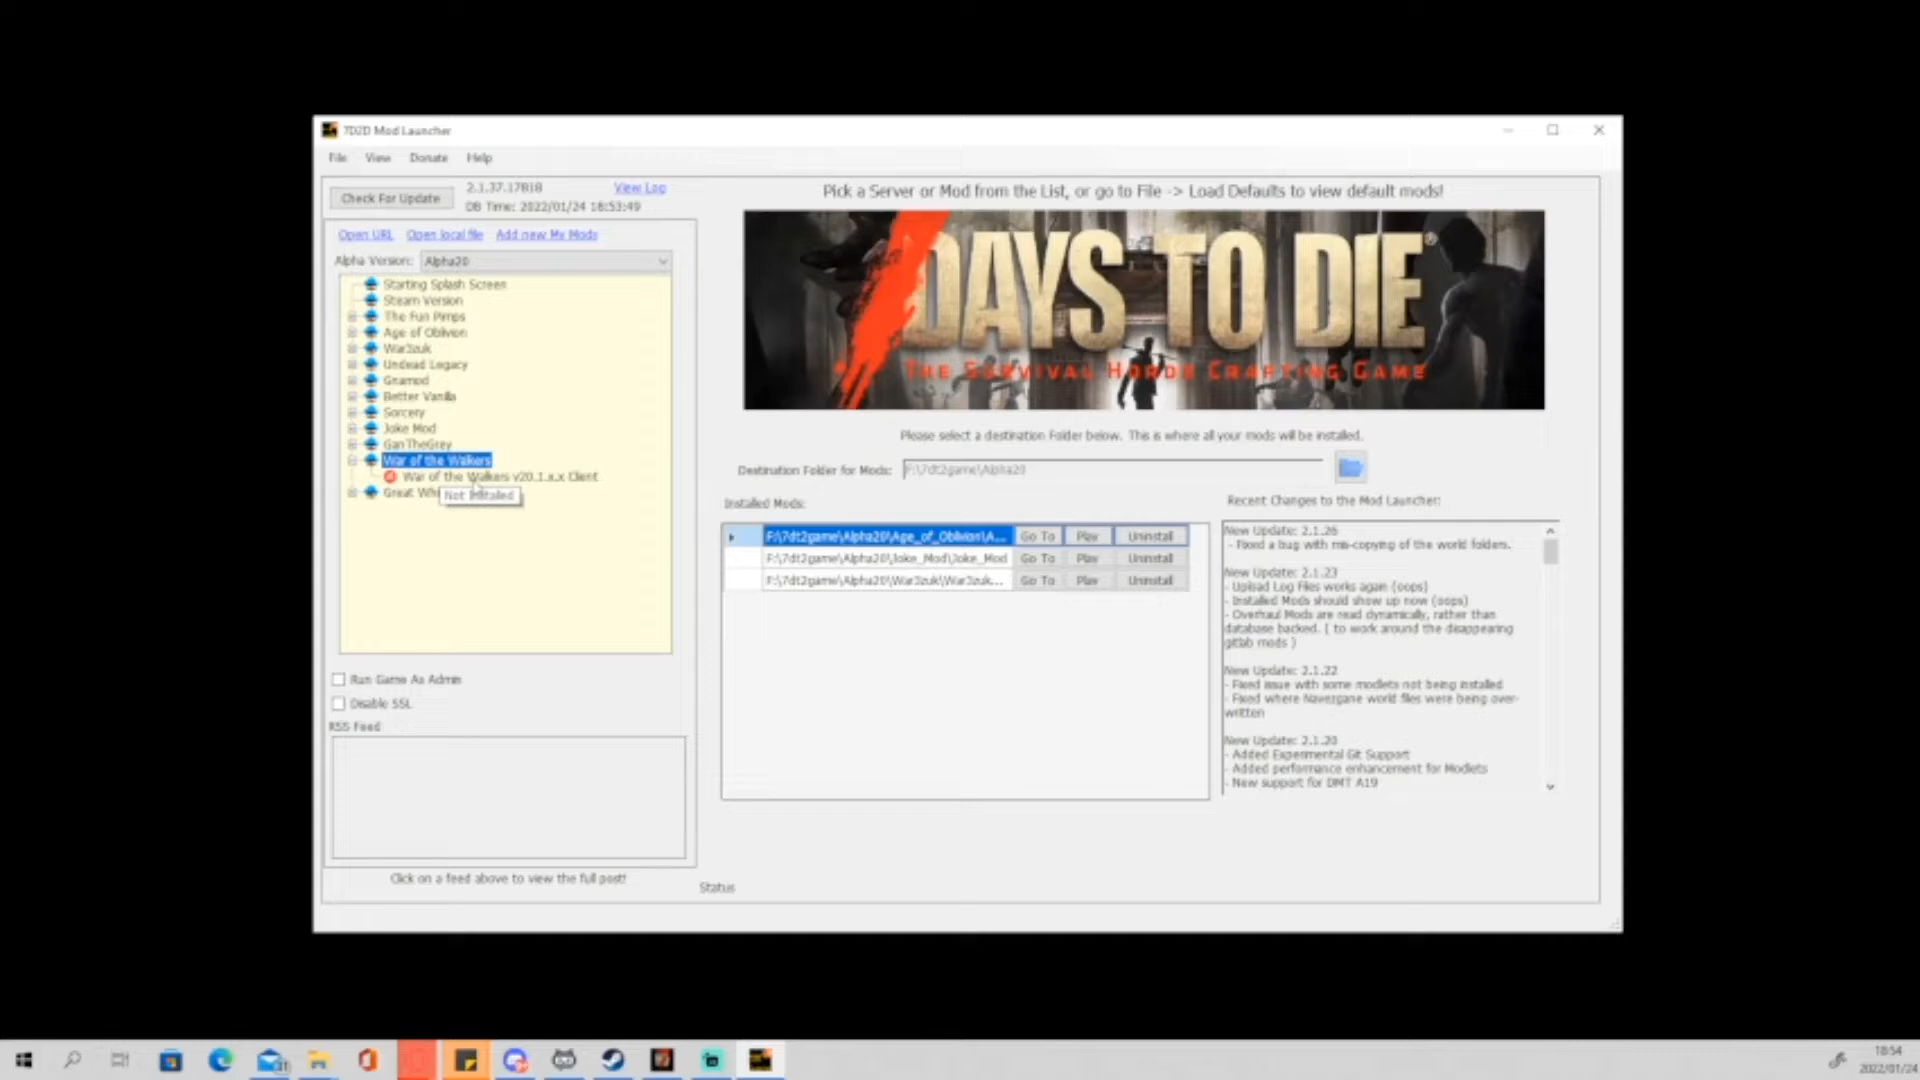 7D2D Mod Launcher
File View Donate Help
Check For Update
2.1.37.17818
View Log
DB Time: 2022/01/24 18:53:49
Open URL Open local file Add new My Mods
Alpha Version: Alpha20
Starting Splash Screen
Steam Version
The Fun Pimps
Age of Oblivion
War3zuk
Undead Legacy
Gnamod
Better Vanilla
Sorcery
Joke Mod
GanTheGrey
War of the Walkers
War of the Walkers v20.1.x.x Client
Great Wh
Not Installed
Run Game As Admin
Disable SSL
RSS Feed
Click on a feed above to view the full post!
Pick a Server or Mod from the List, or go to File -> Load Defaults to view default mods!
7 DAYS TO DIE®
THE SURVIVAL HORDE CRAFTING GAME
Please select a destination Folder below. This is where all your mods will be installed.
Destination Folder for Mods: F:\7dt2game\Alpha20
Installed Mods:
F:\7dt2game\Alpha20\Age_of_Oblivion\A... Go To Play Uninstall
F:\7dt2game\Alpha20\Joke_Mod\Joke_Mod Go To Play Uninstall
F:\7dt2game\Alpha20\War3zuk\War3zuk... Go To Play Uninstall
Recent Changes to the Mod Launcher:
New Update: 2.1.26
- Fixed a bug with mis-copying of the world folders.
New Update: 2.1.23
- Upload Log Files works again (oops)
- Installed Mods should show up now (oops)
- Overhaul Mods are read dynamically, rather than
database backed. ( to work around the disappearing
gitlab mods )
New Update: 2.1.22
- Fixed issue with some modlets not being installed
- Fixed where Navezgane world files were being over-
written
New Update: 2.1.20
- Added Experimental Git Support
- Added performance enhancement for Modlets
- New support for DMT A19
Status
18:54
2022/01/24